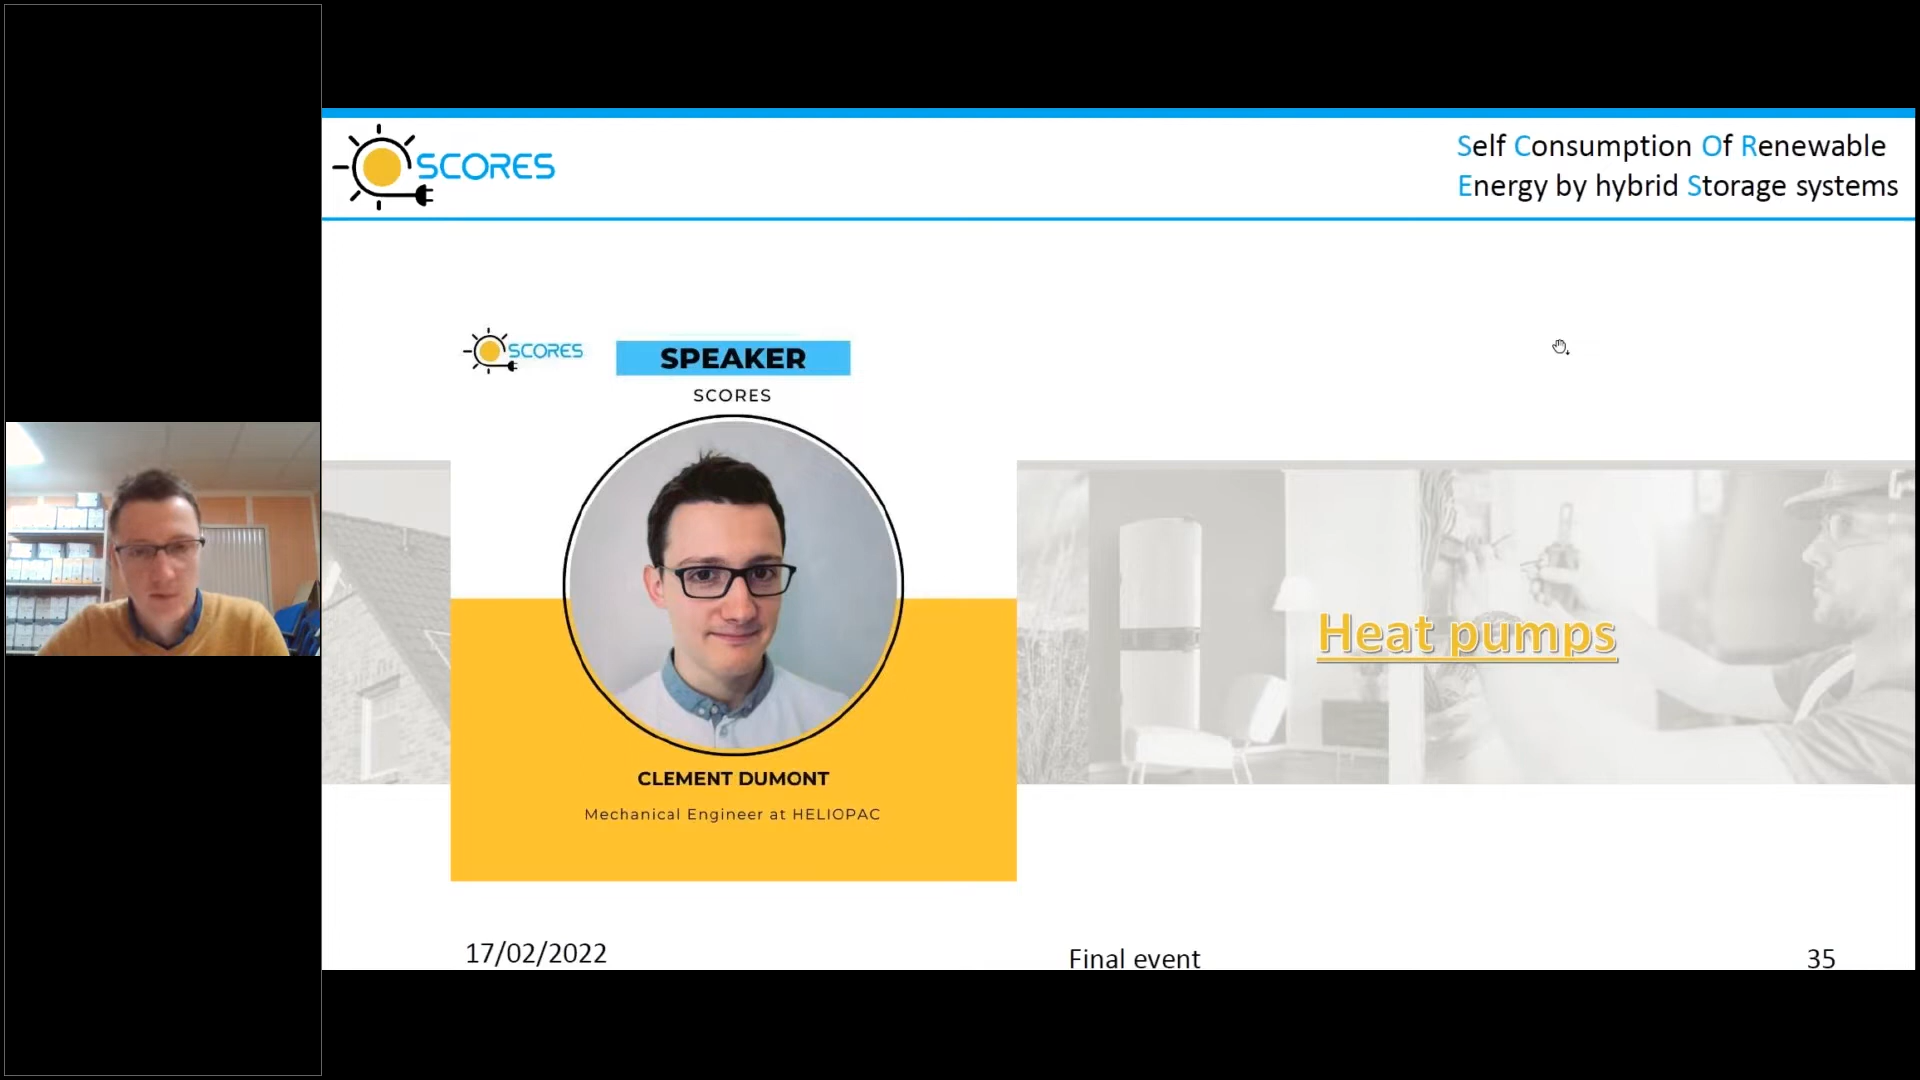 SCORES
Self Consumption Of Renewable
Energy by hybrid Storage systems
SCORES
SPEAKER
SCORES
Heat pumps
CLEMENT DUMONT
Mechanical Engineer at HELIOPAC
17/02/2022
Final event
35